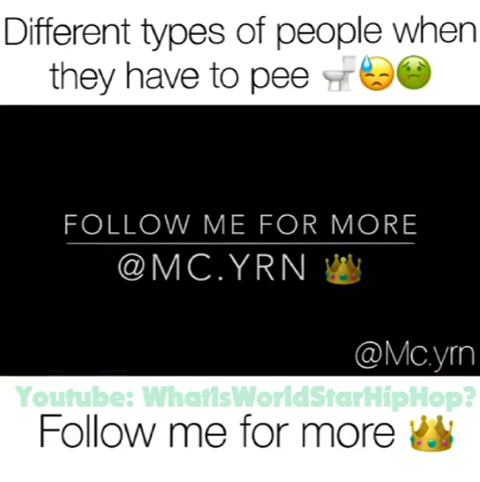 Different types of people when
they have to pee 🚽😓🤢
FOLLOW ME FOR MORE
@MC.YRN 👑
@Mc.yrn
Youtube: WhatIsWorldStarHipHop?
Follow me for more 👑